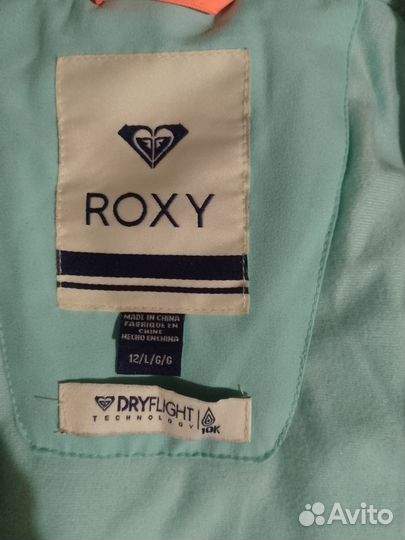 ROXY
MADE IN CHINA
FABRIQUÉ EN
CHINE
HECHO EN CHINA
12/L/G/G
DRYFLIGHT
TECHNOLOGY
10K
Avito